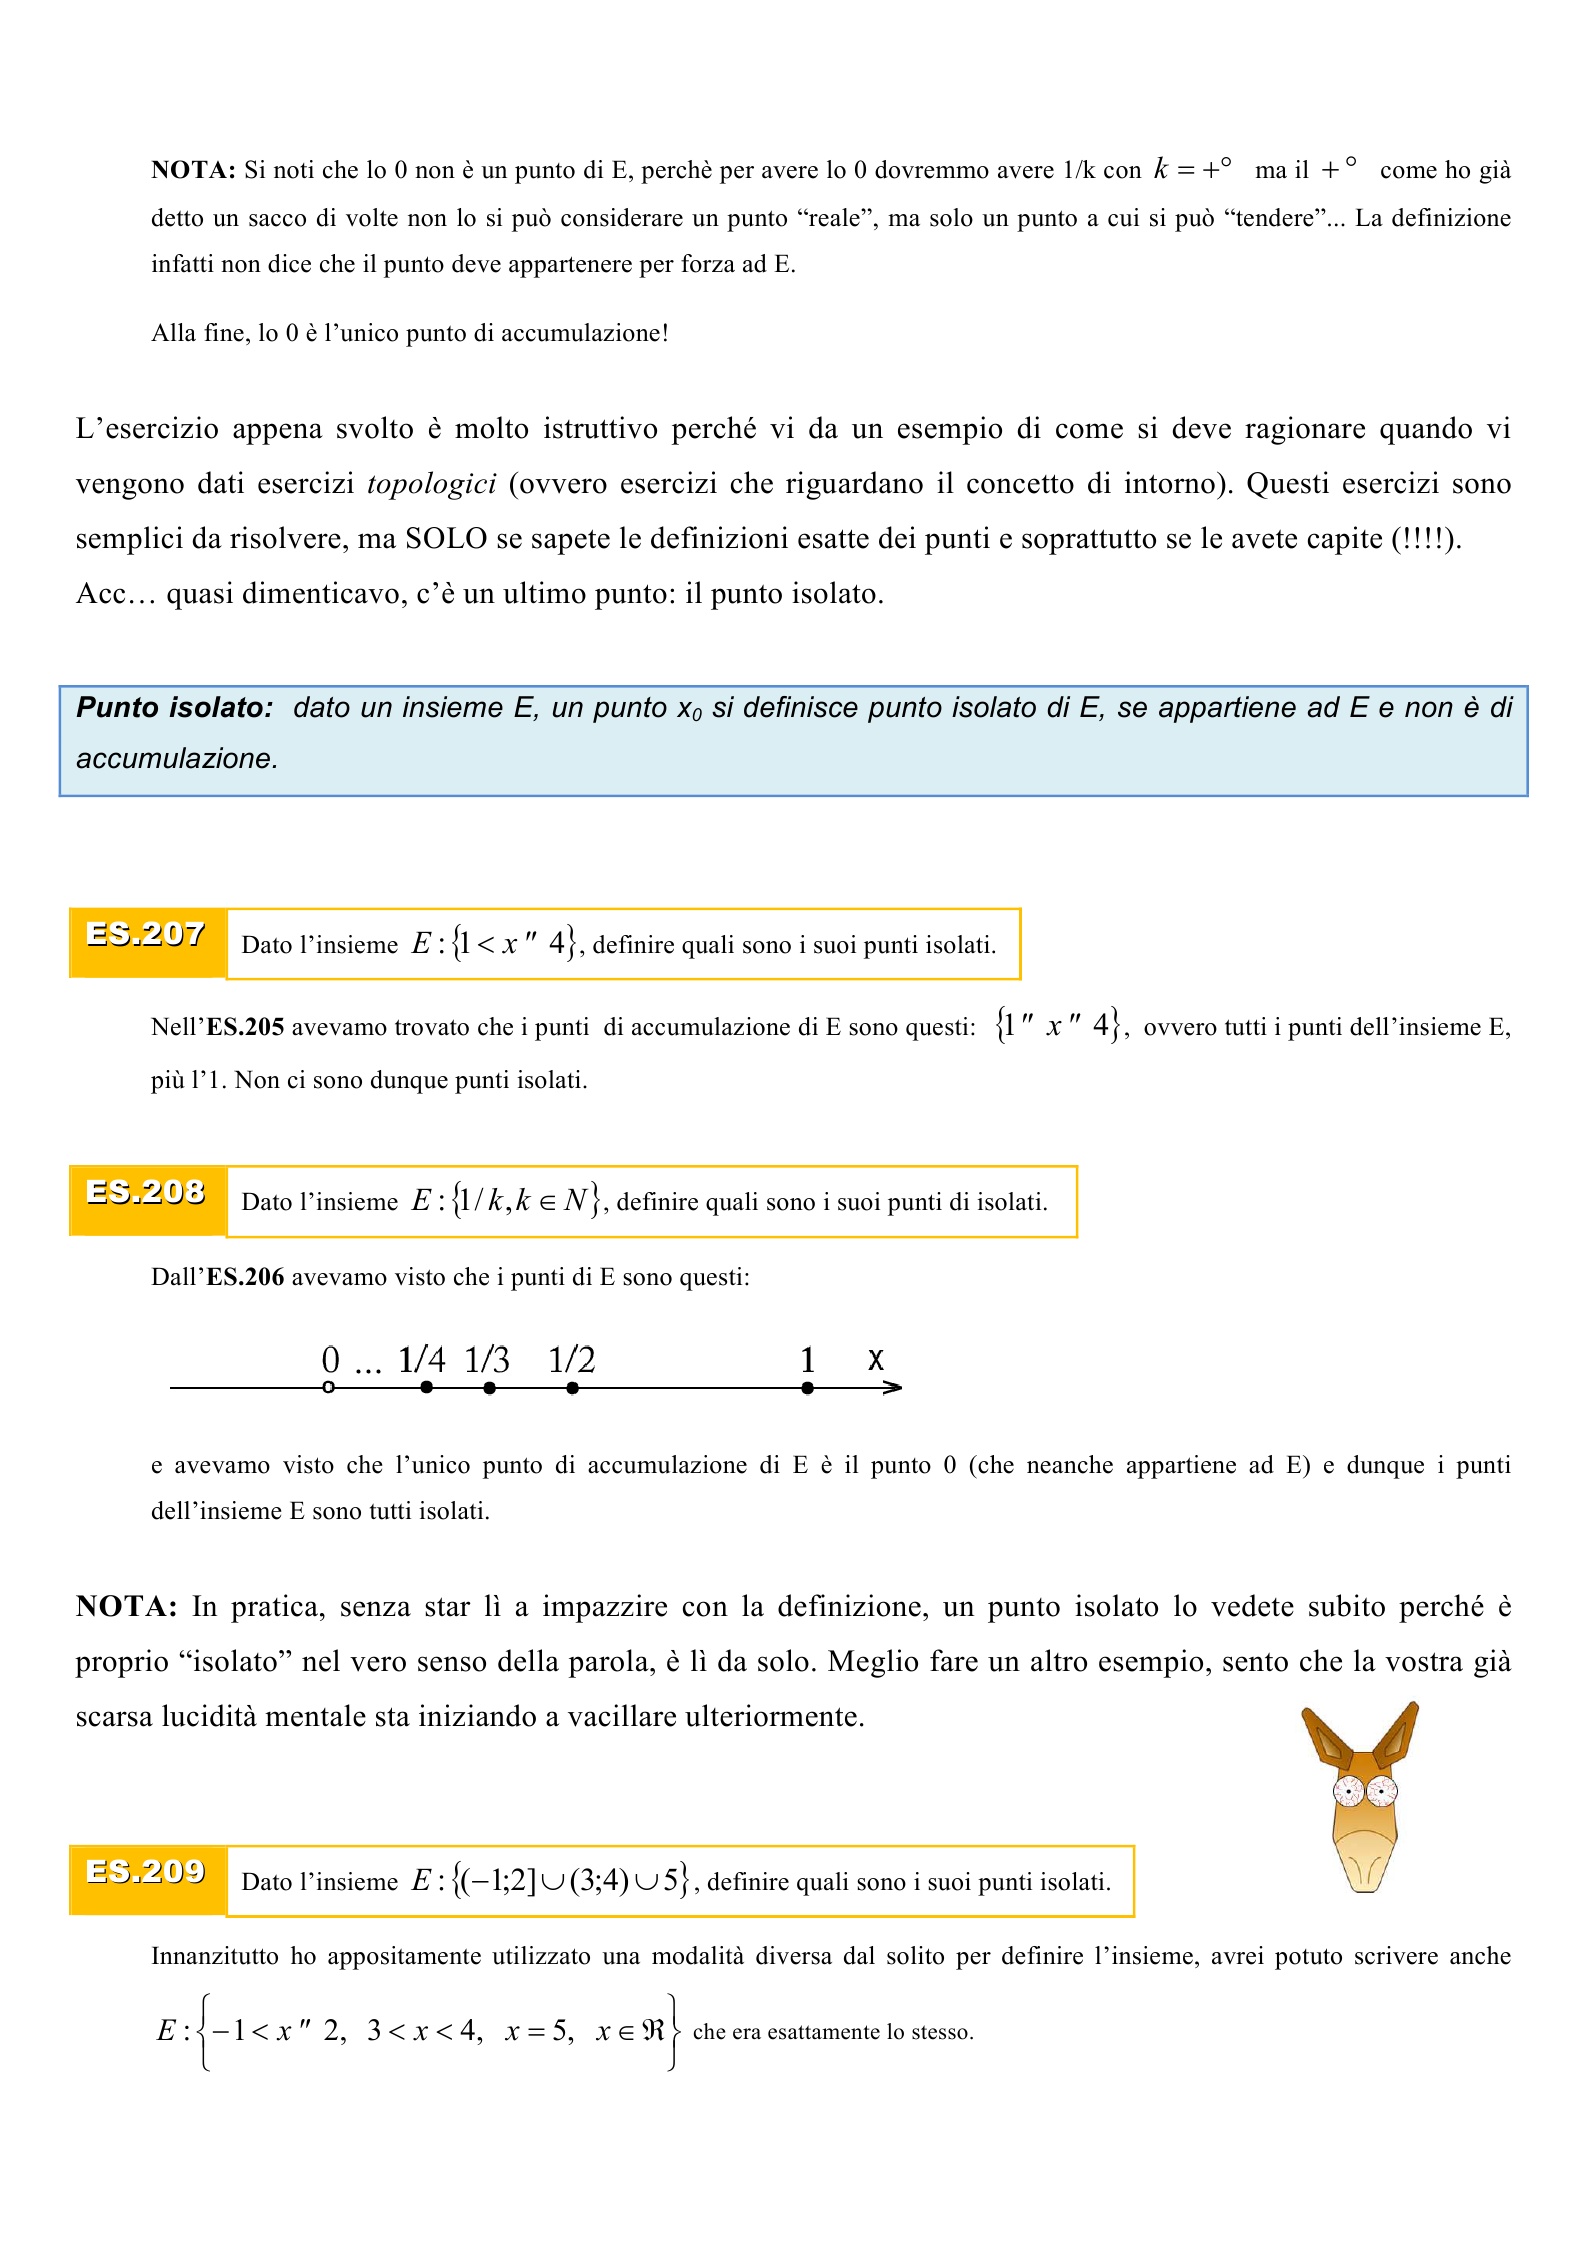 NOTA: Si noti che lo 0 non è un punto di E, perchè per avere lo 0 dovremmo avere 1/k con k = +° ma il + ° come ho già
detto un sacco di volte non lo si può considerare un punto “reale”, ma solo un punto a cui si può “tendere”... La definizione
infatti non dice che il punto deve appartenere per forza ad E.
Alla fine, lo 0 è l’unico punto di accumulazione!
L’esercizio appena svolto è molto istruttivo perché vi da un esempio di come si deve ragionare quando vi
vengono dati esercizi topologici (ovvero esercizi che riguardano il concetto di intorno). Questi esercizi sono
semplici da risolvere, ma SOLO se sapete le definizioni esatte dei punti e soprattutto se le avete capite (!!!!).
Acc… quasi dimenticavo, c’è un ultimo punto: il punto isolato.
Punto isolato: dato un insieme E, un punto x₀ si definisce punto isolato di E, se appartiene ad E e non è di
accumulazione.
ES.207 Dato l’insieme E : {1 < x ″ 4}, definire quali sono i suoi punti isolati.
Nell’ES.205 avevamo trovato che i punti di accumulazione di E sono questi: {1 ″ x ″ 4}, ovvero tutti i punti dell’insieme E,
più l’1. Non ci sono dunque punti isolati.
ES.208 Dato l’insieme E : {1/ k, k ∈ N}, definire quali sono i suoi punti di isolati.
Dall’ES.206 avevamo visto che i punti di E sono questi:
0 ... 1/4 1/3 1/2 1 x
e avevamo visto che l’unico punto di accumulazione di E è il punto 0 (che neanche appartiene ad E) e dunque i punti
dell’insieme E sono tutti isolati.
NOTA: In pratica, senza star lì a impazzire con la definizione, un punto isolato lo vedete subito perché è
proprio “isolato” nel vero senso della parola, è lì da solo. Meglio fare un altro esempio, sento che la vostra già
scarsa lucidità mentale sta iniziando a vacillare ulteriormente.
ES.209 Dato l’insieme E : {(−1;2] ∪ (3;4) ∪ 5}, definire quali sono i suoi punti isolati.
Innanzitutto ho appositamente utilizzato una modalità diversa dal solito per definire l’insieme, avrei potuto scrivere anche
E : {−1 < x ″ 2, 3 < x < 4, x = 5, x ∈ ℜ} che era esattamente lo stesso.